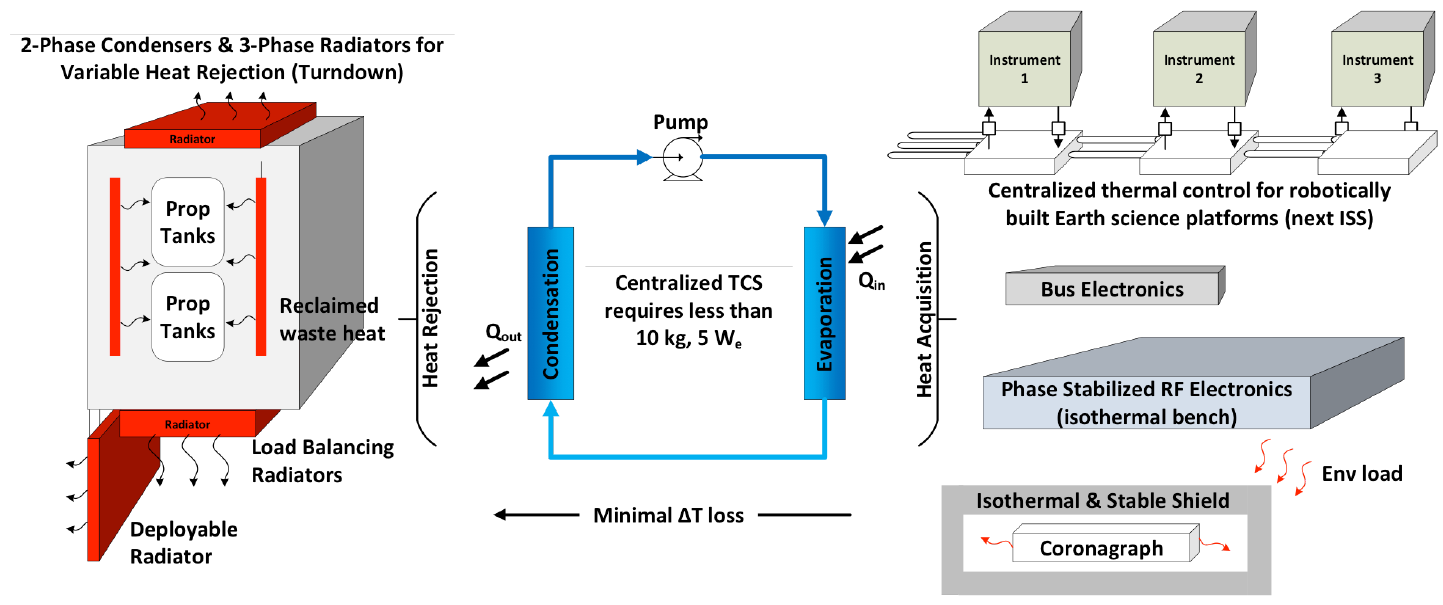 2-Phase Condensers & 3-Phase Radiators for
Variable Heat Rejection (Turndown)
Radiator
Prop
Tanks
Prop
Tanks
Reclaimed
waste heat
Radiator
Load Balancing
Radiators
Deployable
Radiator
Heat Rejection
Qout
Condensation
Pump
Centralized TCS
requires less than
10 kg, 5 We
Evaporation
Qin
Heat Acquisition
Minimal ΔT loss
Instrument
1
Instrument
2
Instrument
3
Centralized thermal control for robotically
built Earth science platforms (next ISS)
Bus Electronics
Phase Stabilized RF Electronics
(isothermal bench)
Env load
Isothermal & Stable Shield
Coronagraph